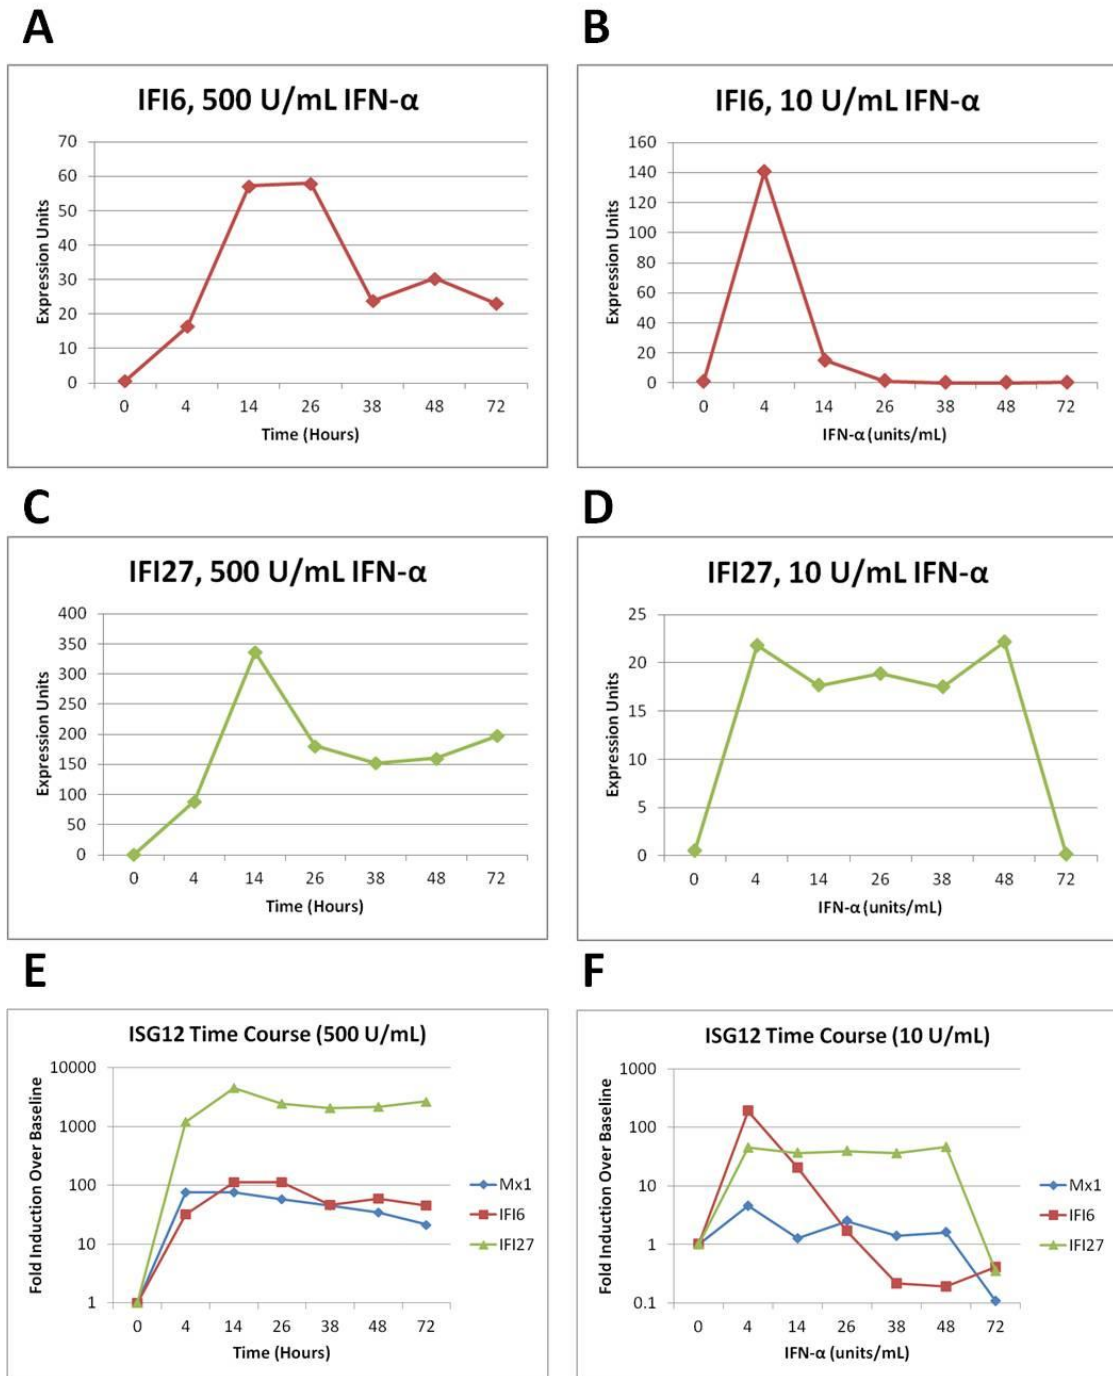 A
IFI6, 500 U/mL IFN-α
Expression Units
70
60
50
40
30
20
10
0
0 4 14 26 38 48 72
Time (Hours)
B
IFI6, 10 U/mL IFN-α
Expression Units
160
140
120
100
80
60
40
20
0
0 4 14 26 38 48 72
IFN-α (units/mL)
C
IFI27, 500 U/mL IFN-α
Expression Units
400
350
300
250
200
150
100
50
0
0 4 14 26 38 48 72
Time (Hours)
D
IFI27, 10 U/mL IFN-α
Expression Units
25
20
15
10
5
0
0 4 14 26 38 48 72
IFN-α (units/mL)
E
ISG12 Time Course (500 U/mL)
Fold Induction Over Baseline
10000
1000
100
10
1
0 4 14 26 38 48 72
Time (Hours)
Mx1
IFI6
IFI27
F
ISG12 Time Course (10 U/mL)
Fold Induction Over Baseline
1000
100
10
1
0.1
0 4 14 26 38 48 72
IFN-α (units/mL)
Mx1
IFI6
IFI27